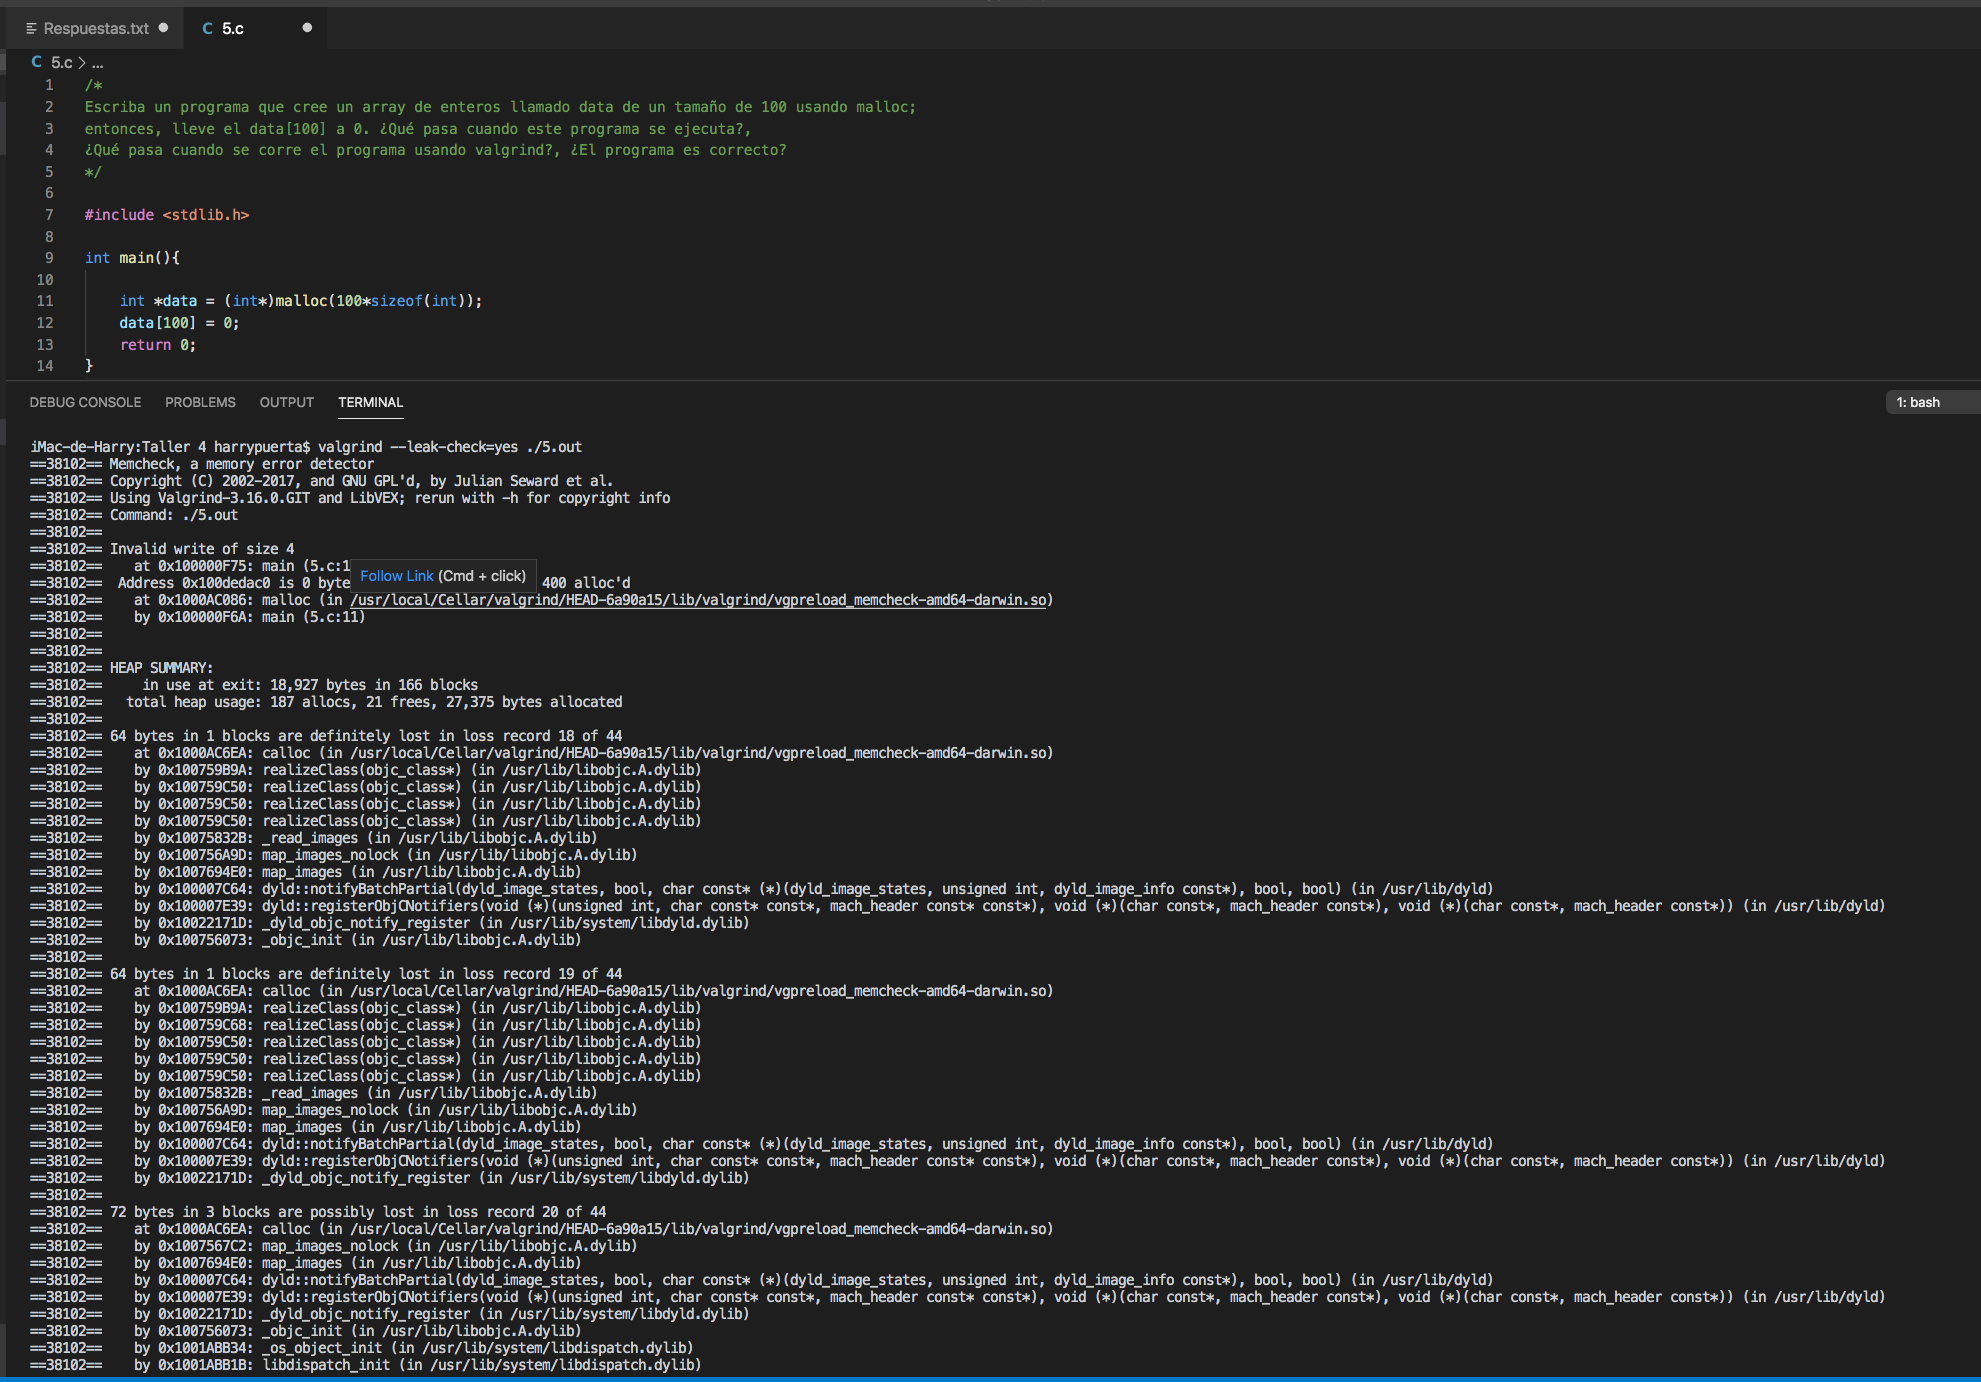 Respuestas.txt
C 5.c
C 5.c > ...
1 /*
2 Escriba un programa que cree un array de enteros llamado data de un tamaño de 100 usando malloc;
3 entonces, lleve el data[100] a 0. ¿Qué pasa cuando este programa se ejecuta?,
4 ¿Qué pasa cuando se corre el programa usando valgrind?, ¿El programa es correcto?
5 */
6
7 #include <stdlib.h>
8
9 int main(){
10
11 int *data = (int*)malloc(100*sizeof(int));
12 data[100] = 0;
13 return 0;
14 }
DEBUG CONSOLE PROBLEMS OUTPUT TERMINAL 1: bash
iMac-de-Harry:Taller 4 harrypuerta$ valgrind --leak-check=yes ./5.out
==38102== Memcheck, a memory error detector
==38102== Copyright (C) 2002-2017, and GNU GPL'd, by Julian Seward et al.
==38102== Using Valgrind-3.16.0.GIT and LibVEX; rerun with -h for copyright info
==38102== Command: ./5.out
==38102==
==38102== Invalid write of size 4
==38102== at 0x100000F75: main (5.c:1
Follow Link (Cmd + click)
==38102== Address 0x100dedac0 is 0 byte 400 alloc'd
==38102== at 0x1000AC086: malloc (in /usr/local/Cellar/valgrind/HEAD-6a90a15/lib/valgrind/vgpreload_memcheck-amd64-darwin.so)
==38102== by 0x100000F6A: main (5.c:11)
==38102==
==38102==
==38102== HEAP SUMMARY:
==38102== in use at exit: 18,927 bytes in 166 blocks
==38102== total heap usage: 187 allocs, 21 frees, 27,375 bytes allocated
==38102==
==38102== 64 bytes in 1 blocks are definitely lost in loss record 18 of 44
==38102== at 0x1000AC6EA: calloc (in /usr/local/Cellar/valgrind/HEAD-6a90a15/lib/valgrind/vgpreload_memcheck-amd64-darwin.so)
==38102== by 0x100759B9A: realizeClass(objc_class*) (in /usr/lib/libobjc.A.dylib)
==38102== by 0x100759C50: realizeClass(objc_class*) (in /usr/lib/libobjc.A.dylib)
==38102== by 0x100759C50: realizeClass(objc_class*) (in /usr/lib/libobjc.A.dylib)
==38102== by 0x100759C50: realizeClass(objc_class*) (in /usr/lib/libobjc.A.dylib)
==38102== by 0x10075832B: _read_images (in /usr/lib/libobjc.A.dylib)
==38102== by 0x100756A9D: map_images_nolock (in /usr/lib/libobjc.A.dylib)
==38102== by 0x1007694E0: map_images (in /usr/lib/libobjc.A.dylib)
==38102== by 0x100007C64: dyld::notifyBatchPartial(dyld_image_states, bool, char const* (*)(dyld_image_states, unsigned int, dyld_image_info const*), bool, bool) (in /usr/lib/dyld)
==38102== by 0x100007E39: dyld::registerObjCNotifiers(void (*)(unsigned int, char const* const*, mach_header const* const*), void (*)(char const*, mach_header const*), void (*)(char const*, mach_header const*)) (in /usr/lib/dyld)
==38102== by 0x10022171D: _dyld_objc_notify_register (in /usr/lib/system/libdyld.dylib)
==38102== by 0x100756073: _objc_init (in /usr/lib/libobjc.A.dylib)
==38102==
==38102== 64 bytes in 1 blocks are definitely lost in loss record 19 of 44
==38102== at 0x1000AC6EA: calloc (in /usr/local/Cellar/valgrind/HEAD-6a90a15/lib/valgrind/vgpreload_memcheck-amd64-darwin.so)
==38102== by 0x100759B9A: realizeClass(objc_class*) (in /usr/lib/libobjc.A.dylib)
==38102== by 0x100759C68: realizeClass(objc_class*) (in /usr/lib/libobjc.A.dylib)
==38102== by 0x100759C50: realizeClass(objc_class*) (in /usr/lib/libobjc.A.dylib)
==38102== by 0x100759C50: realizeClass(objc_class*) (in /usr/lib/libobjc.A.dylib)
==38102== by 0x100759C50: realizeClass(objc_class*) (in /usr/lib/libobjc.A.dylib)
==38102== by 0x10075832B: _read_images (in /usr/lib/libobjc.A.dylib)
==38102== by 0x100756A9D: map_images_nolock (in /usr/lib/libobjc.A.dylib)
==38102== by 0x1007694E0: map_images (in /usr/lib/libobjc.A.dylib)
==38102== by 0x100007C64: dyld::notifyBatchPartial(dyld_image_states, bool, char const* (*)(dyld_image_states, unsigned int, dyld_image_info const*), bool, bool) (in /usr/lib/dyld)
==38102== by 0x100007E39: dyld::registerObjCNotifiers(void (*)(unsigned int, char const* const*, mach_header const* const*), void (*)(char const*, mach_header const*), void (*)(char const*, mach_header const*)) (in /usr/lib/dyld)
==38102== by 0x10022171D: _dyld_objc_notify_register (in /usr/lib/system/libdyld.dylib)
==38102==
==38102== 72 bytes in 3 blocks are possibly lost in loss record 20 of 44
==38102== at 0x1000AC6EA: calloc (in /usr/local/Cellar/valgrind/HEAD-6a90a15/lib/valgrind/vgpreload_memcheck-amd64-darwin.so)
==38102== by 0x1007567C2: map_images_nolock (in /usr/lib/libobjc.A.dylib)
==38102== by 0x1007694E0: map_images (in /usr/lib/libobjc.A.dylib)
==38102== by 0x100007C64: dyld::notifyBatchPartial(dyld_image_states, bool, char const* (*)(dyld_image_states, unsigned int, dyld_image_info const*), bool, bool) (in /usr/lib/dyld)
==38102== by 0x100007E39: dyld::registerObjCNotifiers(void (*)(unsigned int, char const* const*, mach_header const* const*), void (*)(char const*, mach_header const*), void (*)(char const*, mach_header const*)) (in /usr/lib/dyld)
==38102== by 0x10022171D: _dyld_objc_notify_register (in /usr/lib/system/libdyld.dylib)
==38102== by 0x100756073: _objc_init (in /usr/lib/libobjc.A.dylib)
==38102== by 0x1001ABB34: _os_object_init (in /usr/lib/system/libdispatch.dylib)
==38102== by 0x1001ABB1B: libdispatch_init (in /usr/lib/system/libdispatch.dylib)